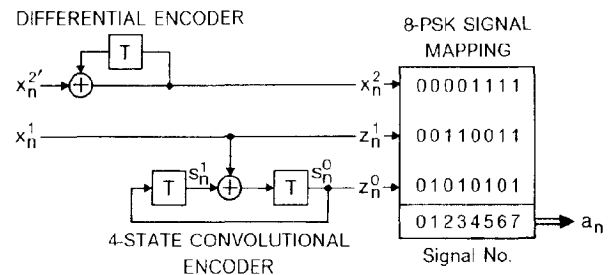 DIFFERENTIAL ENCODER
8-PSK SIGNAL
MAPPING
T
x_n^{2'} + x_n^2 00001111
x_n^1 z_n^1 00110011
T s_n^1 + T s_n^0 z_n^0 01010101
01234567 a_n
4-STATE CONVOLUTIONAL
ENCODER
Signal No.